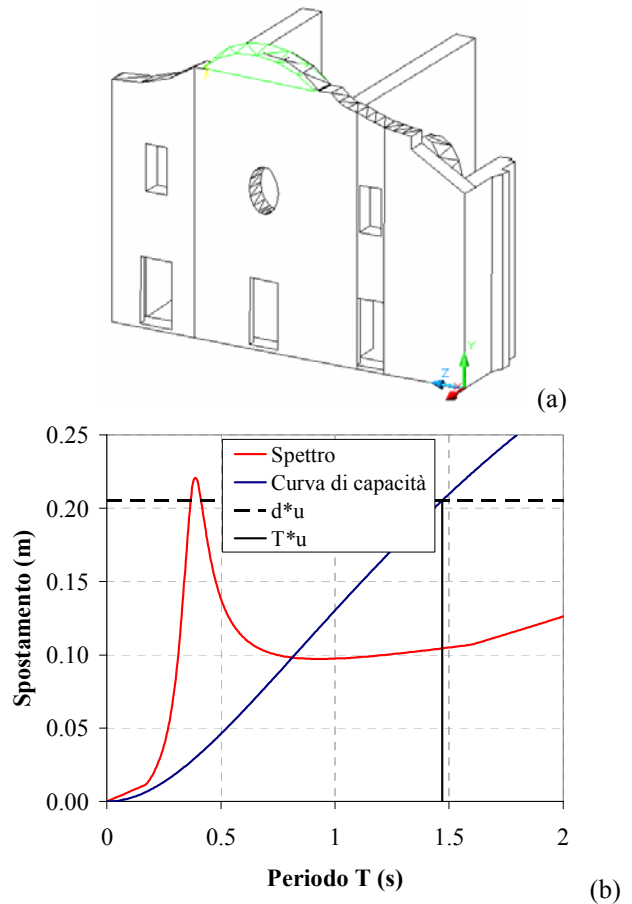 Y
Z
X
(a)
0.25
0.20
0.15
0.10
0.05
0.00
Spostamento (m)
Spettro
Curva di capacità
d*u
T*u
0
0.5
1
1.5
2
Periodo T (s)
(b)